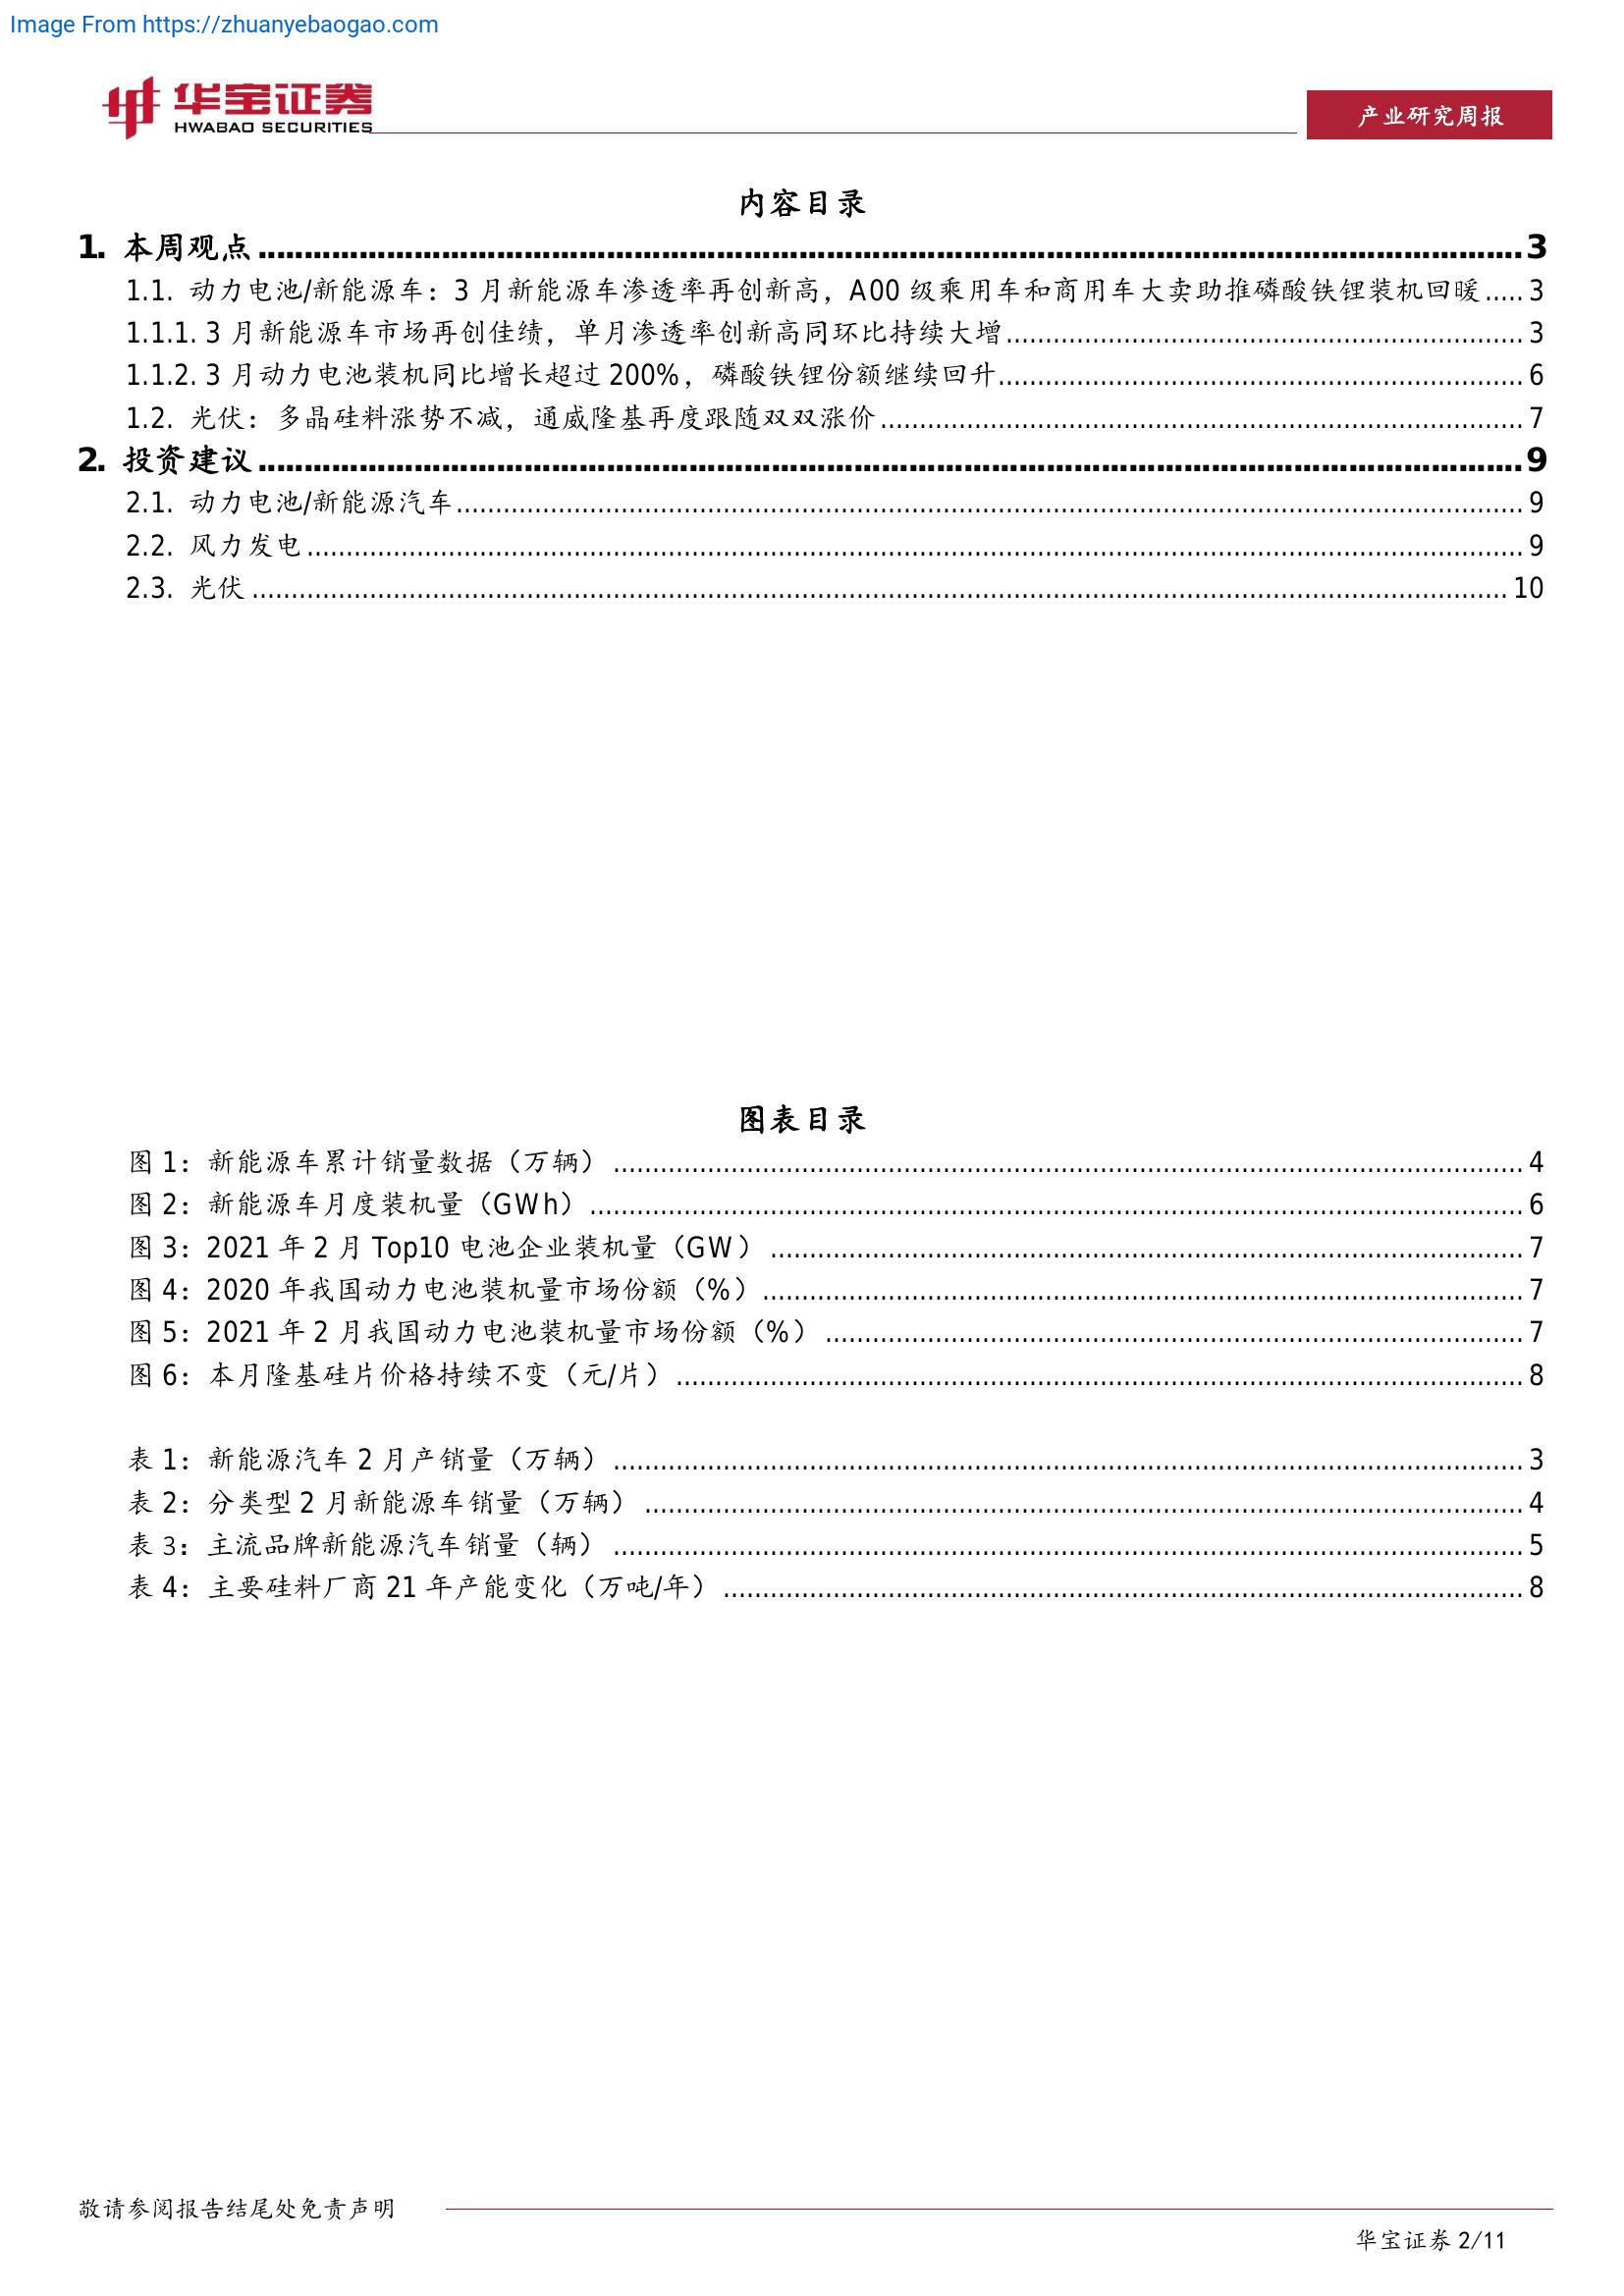 Image From https://zhuanyebaogao.com
华宝证券
HWABAO SECURITIES
产业研究周报
内容目录
1. 本周观点 ........................................................................ 3
1.1. 动力电池/新能源车：3 月新能源车渗透率再创新高，A00 级乘用车和商用车大卖助推磷酸铁锂装机回暖 ..... 3
1.1.1. 3 月新能源车市场再创佳绩，单月渗透率创新高同环比持续大增 ........................................ 3
1.1.2. 3 月动力电池装机同比增长超过 200%，磷酸铁锂份额继续回升 ........................................ 6
1.2. 光伏：多晶硅料涨势不减，通威隆基再度跟随双双涨价 ........................................ 7
2. 投资建议 ........................................................................ 9
2.1. 动力电池/新能源汽车 ........................................................................ 9
2.2. 风力发电 ........................................................................ 9
2.3. 光伏 ........................................................................ 10
图表目录
图 1：新能源车累计销量数据（万辆） ........................................................................ 4
图 2：新能源车月度装机量（GWh） ........................................................................ 6
图 3：2021 年 2 月 Top10 电池企业装机量（GW） ........................................................................ 7
图 4：2020 年我国动力电池装机量市场份额（%） ........................................................................ 7
图 5：2021 年 2 月我国动力电池装机量市场份额（%） ........................................................................ 7
图 6：本月隆基硅片价格持续不变（元/片） ........................................................................ 8
表 1：新能源汽车 2 月产销量（万辆） ........................................................................ 3
表 2：分类型 2 月新能源车销量（万辆） ........................................................................ 4
表 3：主流品牌新能源汽车销量（辆） ........................................................................ 5
表 4：主要硅料厂商 21 年产能变化（万吨/年） ........................................................................ 8
敬请参阅报告结尾处免责声明
华宝证券 2/11